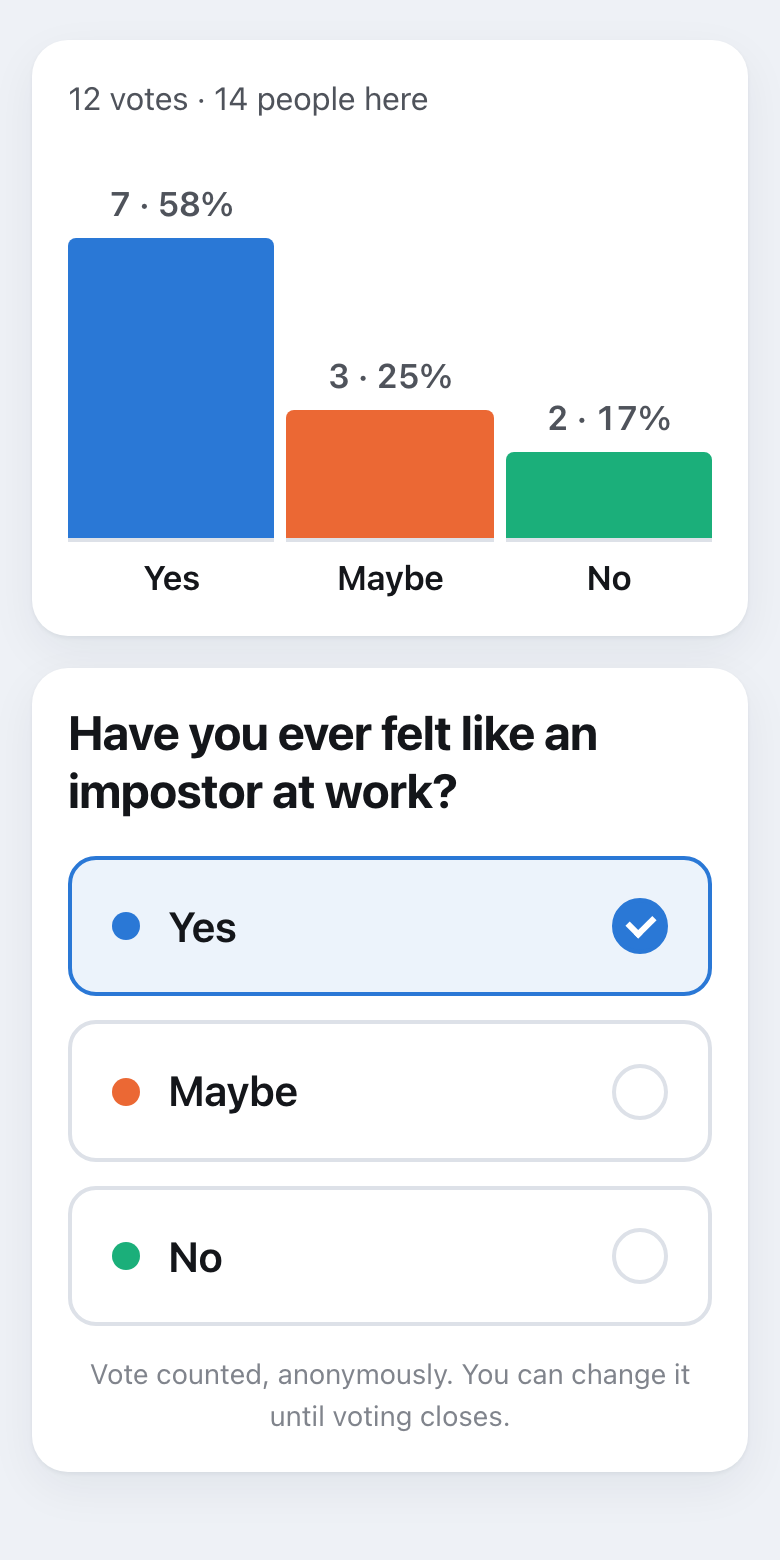 12 votes · 14 people here
7 · 58%
3 · 25%
2 · 17%
Yes
Maybe
No
Have you ever felt like an
impostor at work?
Yes
Maybe
No
Vote counted, anonymously. You can change it
until voting closes.